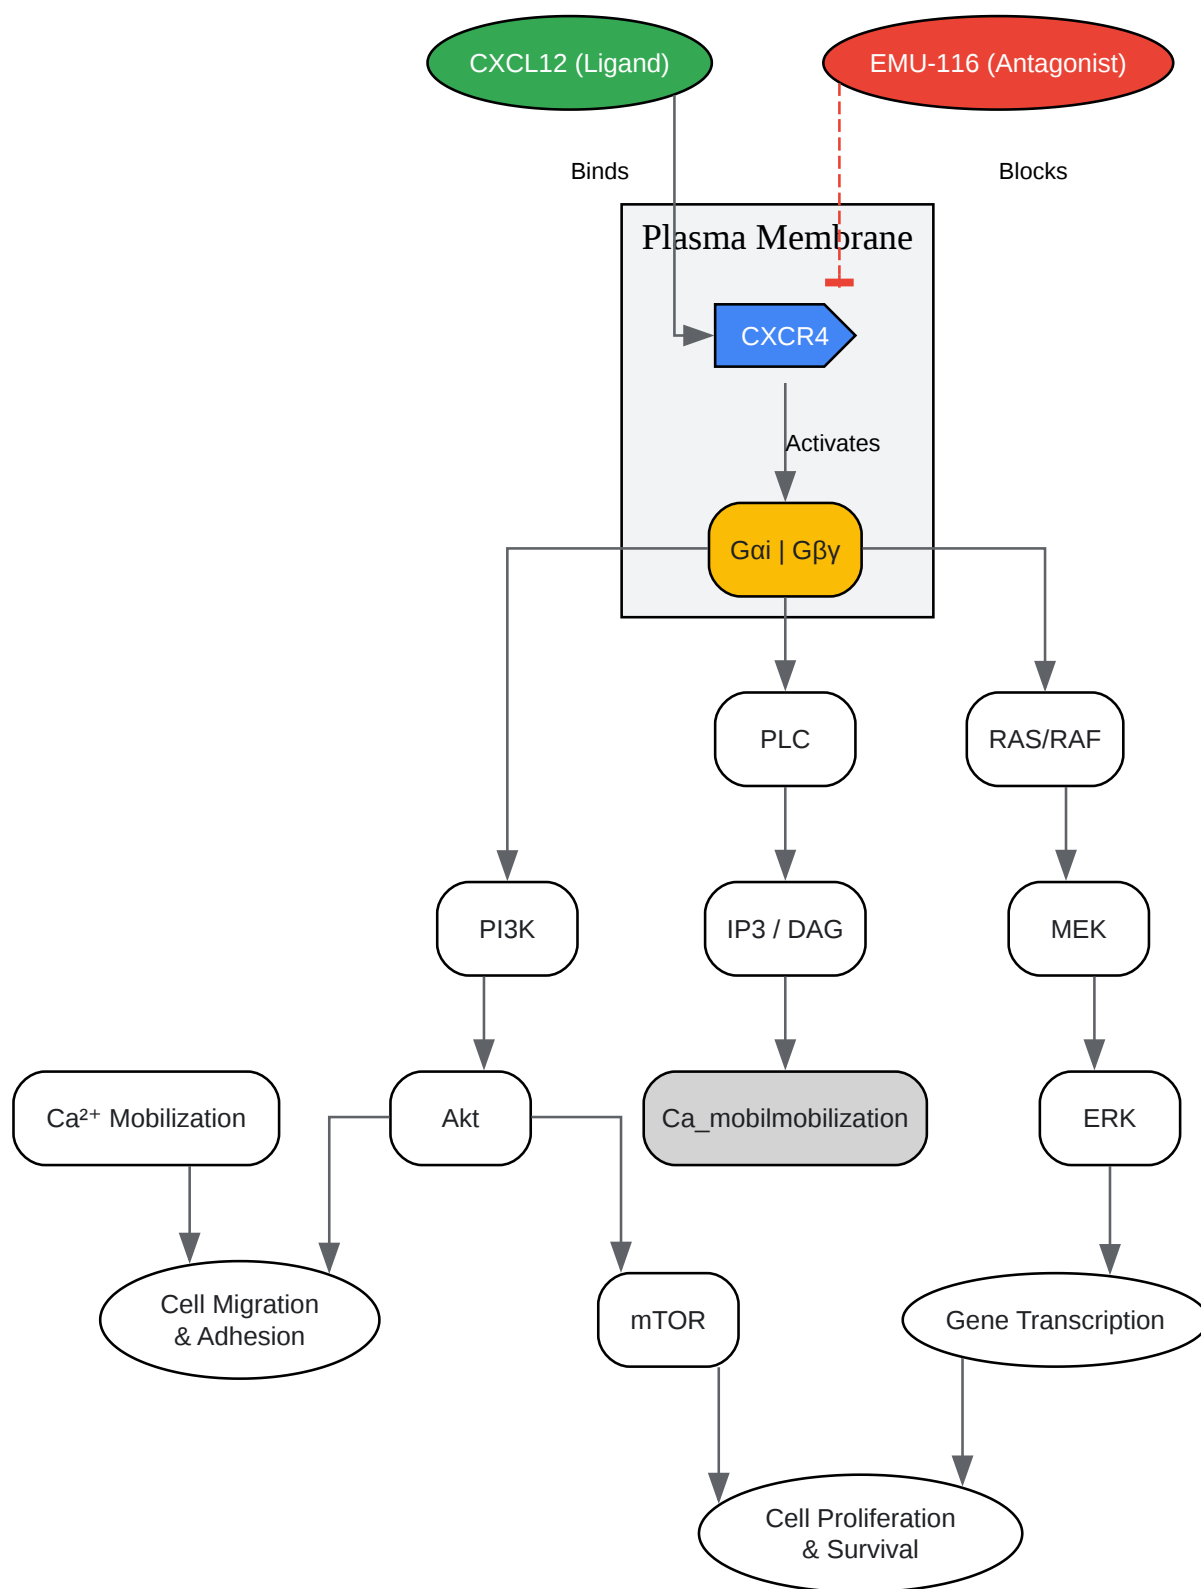 CXCL12 (Ligand)
EMU-116 (Antagonist)
Binds
Blocks
Plasma Membrane
CXCR4
Activates
Gαi | Gβγ
PLC
RAS/RAF
PI3K
IP3 / DAG
MEK
Ca²⁺ Mobilization
Akt
Ca_mobilmobilization
ERK
Cell Migration
& Adhesion
mTOR
Gene Transcription
Cell Proliferation
& Survival